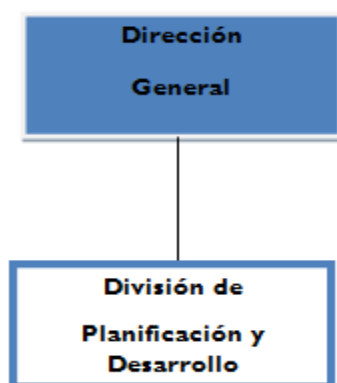 Dirección
General
División de
Planificación y
Desarrollo